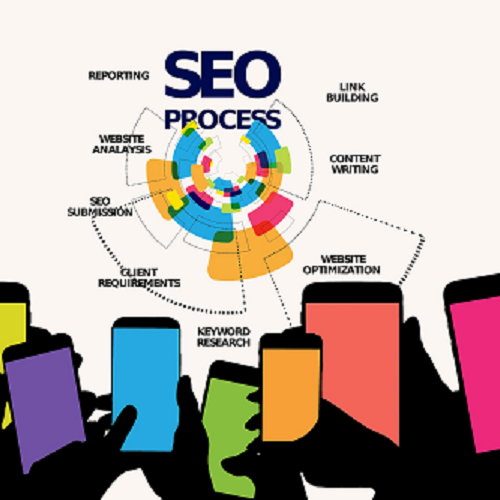 SEO
PROCESS
REPORTING
LINK
BUILDING
WEBSITE
ANALAYSIS
CONTENT
WRITING
SEO
SUBMISSION
CLIENT
REQUIREMENTS
WEBSITE
OPTIMIZATION
KEYWORD
RESEARCH